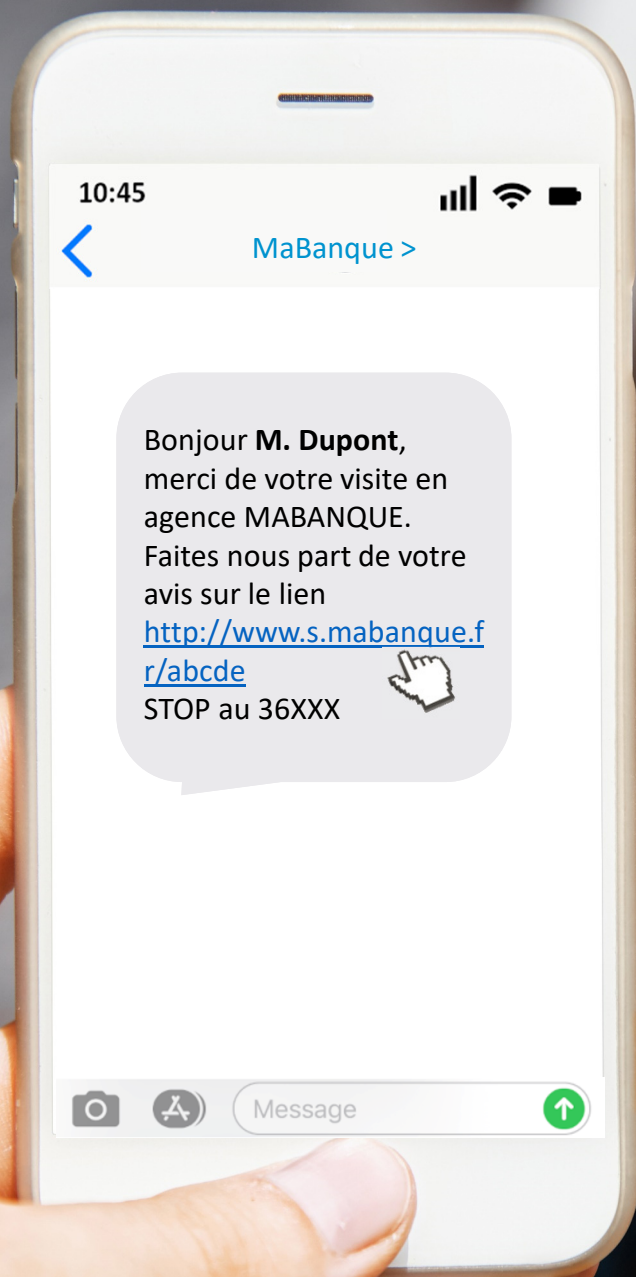 10:45
MaBanque >
Bonjour M. Dupont,
merci de votre visite en
agence MABANQUE.
Faites nous part de votre
avis sur le lien
http://www.s.mabanque.f
r/abcde
STOP au 36XXX
Message